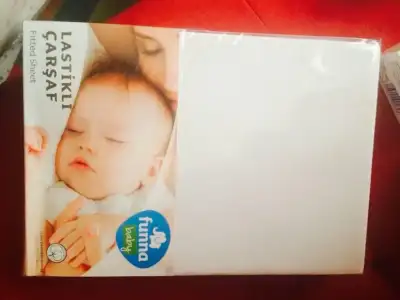 LASTİKLİ
ÇARŞAF
Fitted Sheet
funna
baby